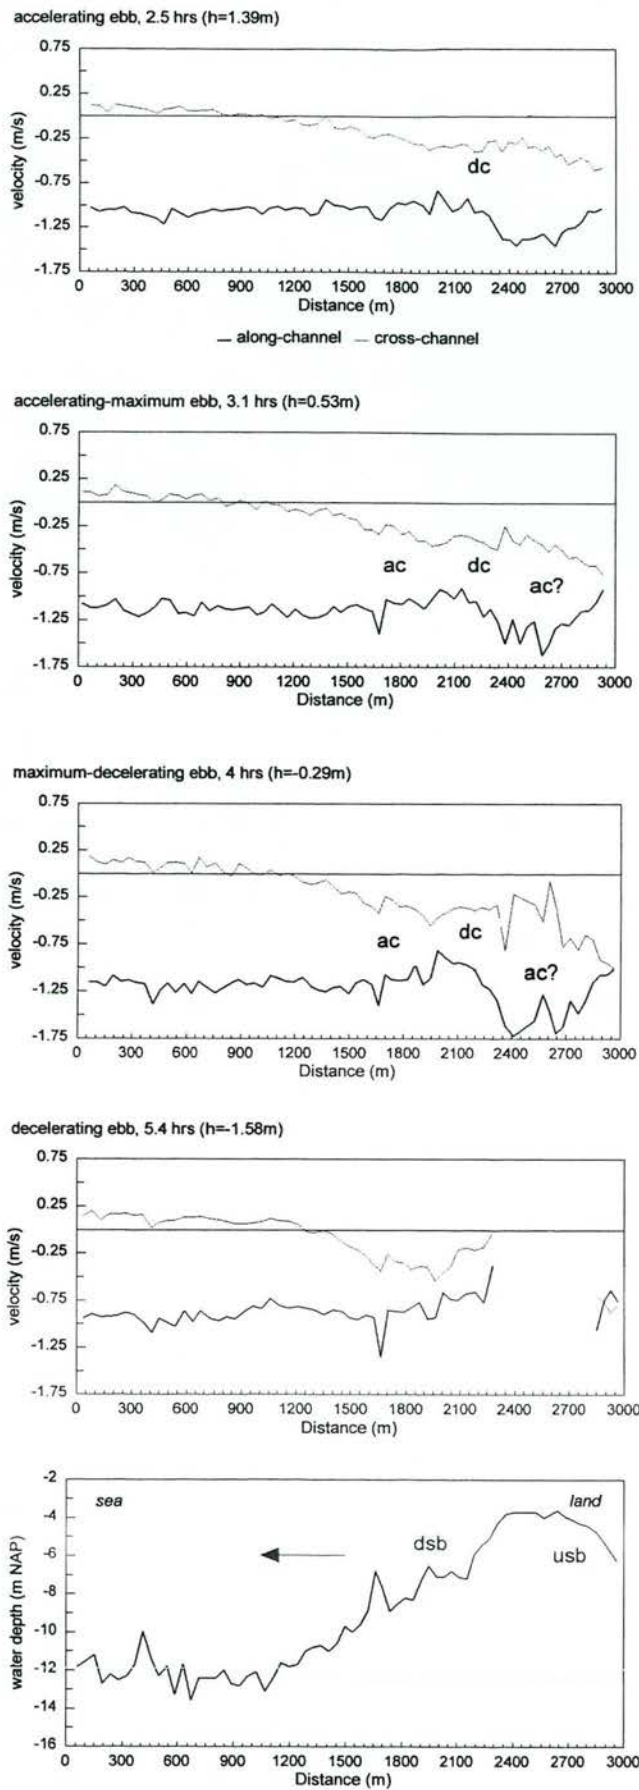 accelerating ebb, 2.5 hrs (h=1.39m)
0.75
0.25
-0.25
-0.75
-1.25
-1.75
velocity (m/s)
dc
0 300 600 900 1200 1500 1800 2100 2400 2700 3000
Distance (m)
along-channel cross-channel
accelerating-maximum ebb, 3.1 hrs (h=0.53m)
0.75
0.25
-0.25
-0.75
-1.25
-1.75
velocity (m/s)
ac dc ac?
0 300 600 900 1200 1500 1800 2100 2400 2700 3000
Distance (m)
maximum-decelerating ebb, 4 hrs (h=-0.29m)
0.75
0.25
-0.25
-0.75
-1.25
-1.75
velocity (m/s)
ac dc ac?
0 300 600 900 1200 1500 1800 2100 2400 2700 3000
Distance (m)
decelerating ebb, 5.4 hrs (h=-1.58m)
0.75
0.25
-0.25
-0.75
-1.25
-1.75
velocity (m/s)
0 300 600 900 1200 1500 1800 2100 2400 2700 3000
Distance (m)
-2
-4
-6
-8
-10
-12
-14
-16
water depth (m NAP)
sea land
dsb usb
0 300 600 900 1200 1500 1800 2100 2400 2700 3000
Distance (m)